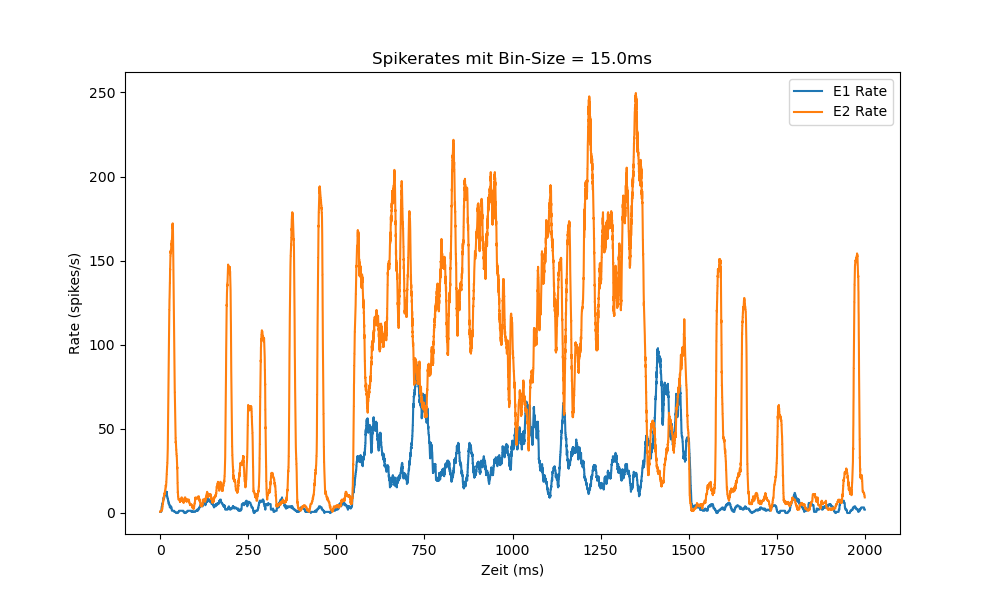 Spikerates mit Bin-Size = 15.0ms
E1 Rate
E2 Rate
Rate (spikes/s)
250
200
150
100
50
0
0 250 500 750 1000 1250 1500 1750 2000
Zeit (ms)